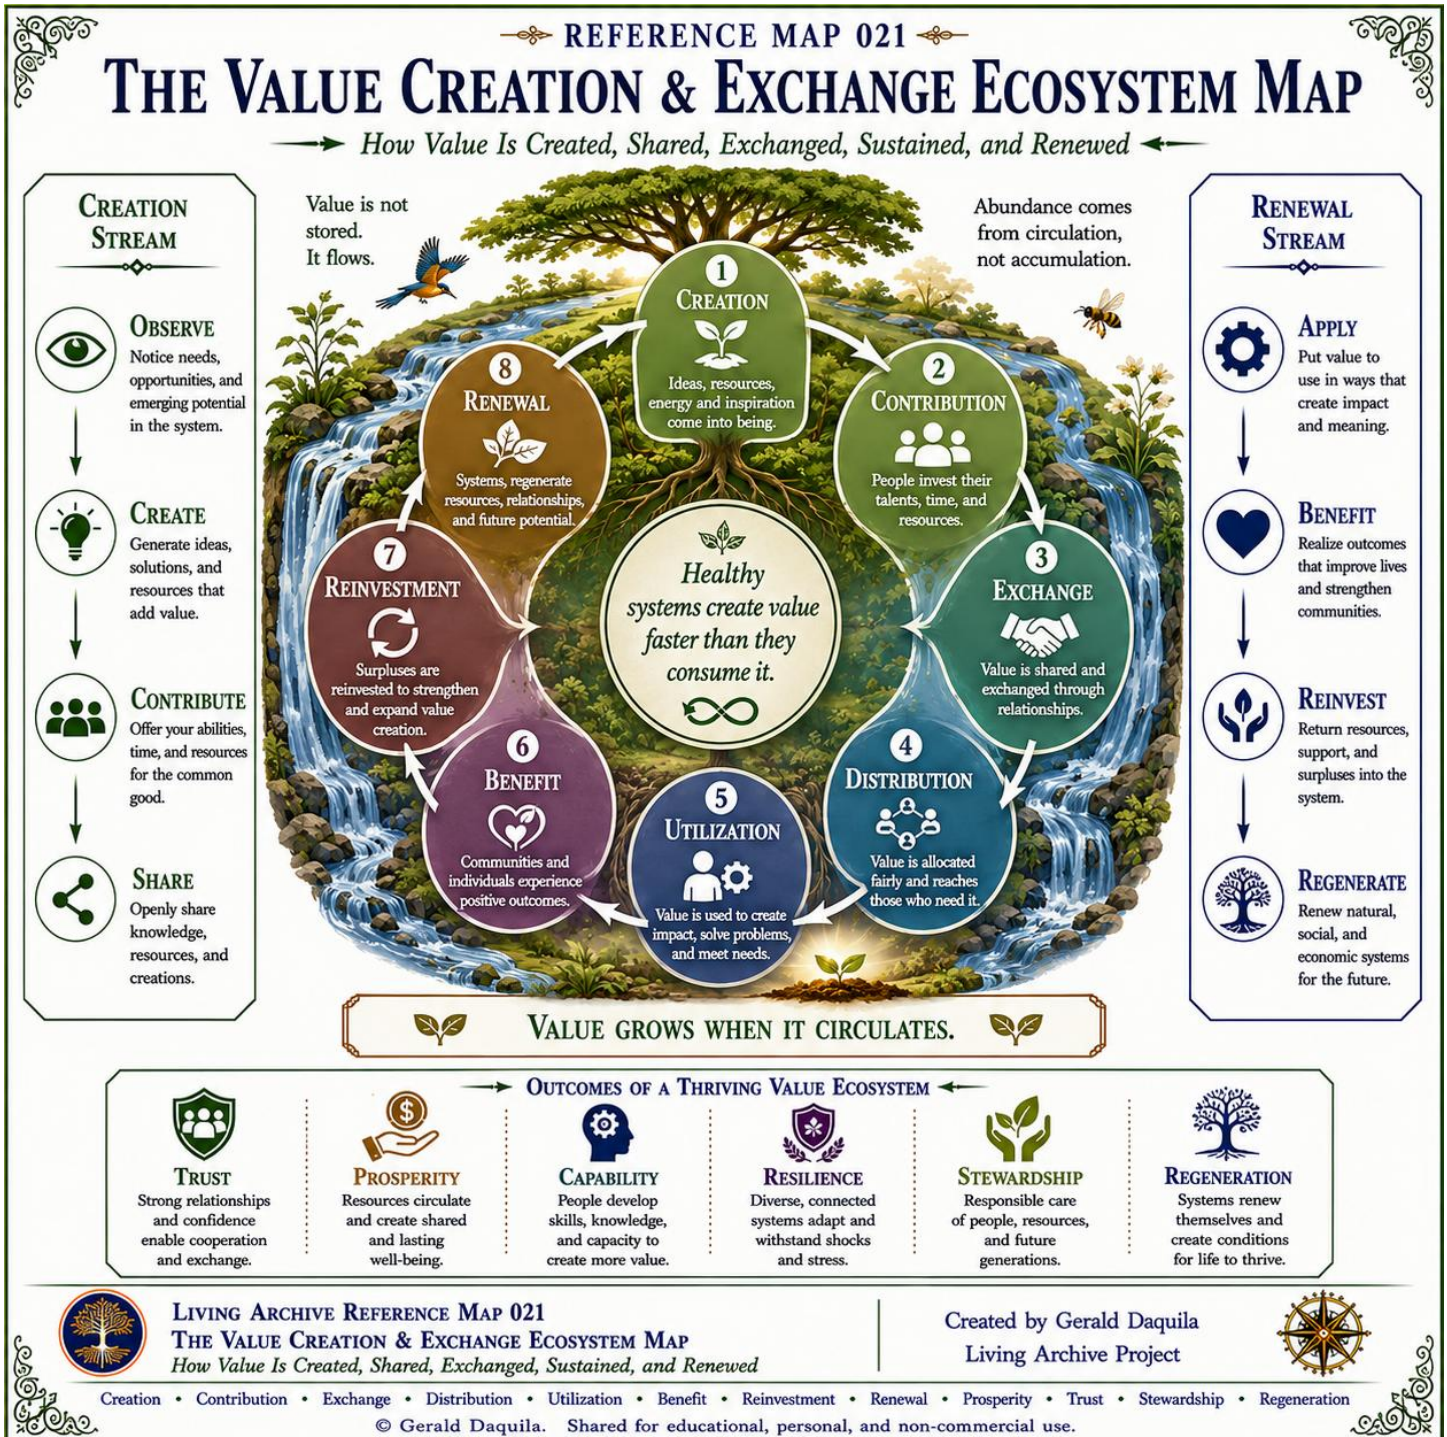 REFERENCE MAP 021
THE VALUE CREATION & EXCHANGE ECOSYSTEM MAP
How Value Is Created, Shared, Exchanged, Sustained, and Renewed
CREATION
STREAM
OBSERVE
Notice needs,
opportunities, and
emerging potential
in the system.
CREATE
Generate ideas,
solutions, and
resources that
add value.
CONTRIBUTE
Offer your abilities,
time, and resources
for the common
good.
SHARE
Openly share
knowledge,
resources, and
creations.
Value is not
stored.
It flows.
Abundance comes
from circulation,
not accumulation.
1
CREATION
Ideas, resources,
energy and inspiration
come into being.
2
CONTRIBUTION
People invest their
talents, time, and
resources.
3
EXCHANGE
Value is shared and
exchanged through
relationships.
4
DISTRIBUTION
Value is allocated
fairly and reaches
those who need it.
5
UTILIZATION
Value is used to create
impact, solve problems,
and meet needs.
6
BENEFIT
Communities and
individuals experience
positive outcomes.
7
REINVESTMENT
Surpluses are
reinvested to strengthen
and expand value
creation.
8
RENEWAL
Systems, regenerate
resources, relationships,
and future potential.
Healthy
systems create value
faster than they
consume it.
RENEWAL
STREAM
APPLY
Put value to
use in ways that
create impact
and meaning.
BENEFIT
Realize outcomes
that improve lives
and strengthen
communities.
REINVEST
Return resources,
support, and
surpluses into the
system.
REGENERATE
Renew natural,
social, and
economic systems
for the future.
VALUE GROWS WHEN IT CIRCULATES.
OUTCOMES OF A THRIVING VALUE ECOSYSTEM
TRUST
Strong relationships
and confidence
enable cooperation
and exchange.
$
PROSPERITY
Resources circulate
and create shared
and lasting
well-being.
CAPABILITY
People develop
skills, knowledge,
and capacity to
create more value.
RESILIENCE
Diverse, connected
systems adapt and
withstand shocks
and stress.
STEWARDSHIP
Responsible care
of people, resources,
and future
generations.
REGENERATION
Systems renew
themselves and
create conditions
for life to thrive.
LIVING ARCHIVE REFERENCE MAP 021
THE VALUE CREATION & EXCHANGE ECOSYSTEM MAP
How Value Is Created, Shared, Exchanged, Sustained, and Renewed
Created by Gerald Daquila
Living Archive Project
Creation • Contribution • Exchange • Distribution • Utilization • Benefit • Reinvestment • Renewal • Prosperity • Trust • Stewardship • Regeneration
© Gerald Daquila. Shared for educational, personal, and non-commercial use.